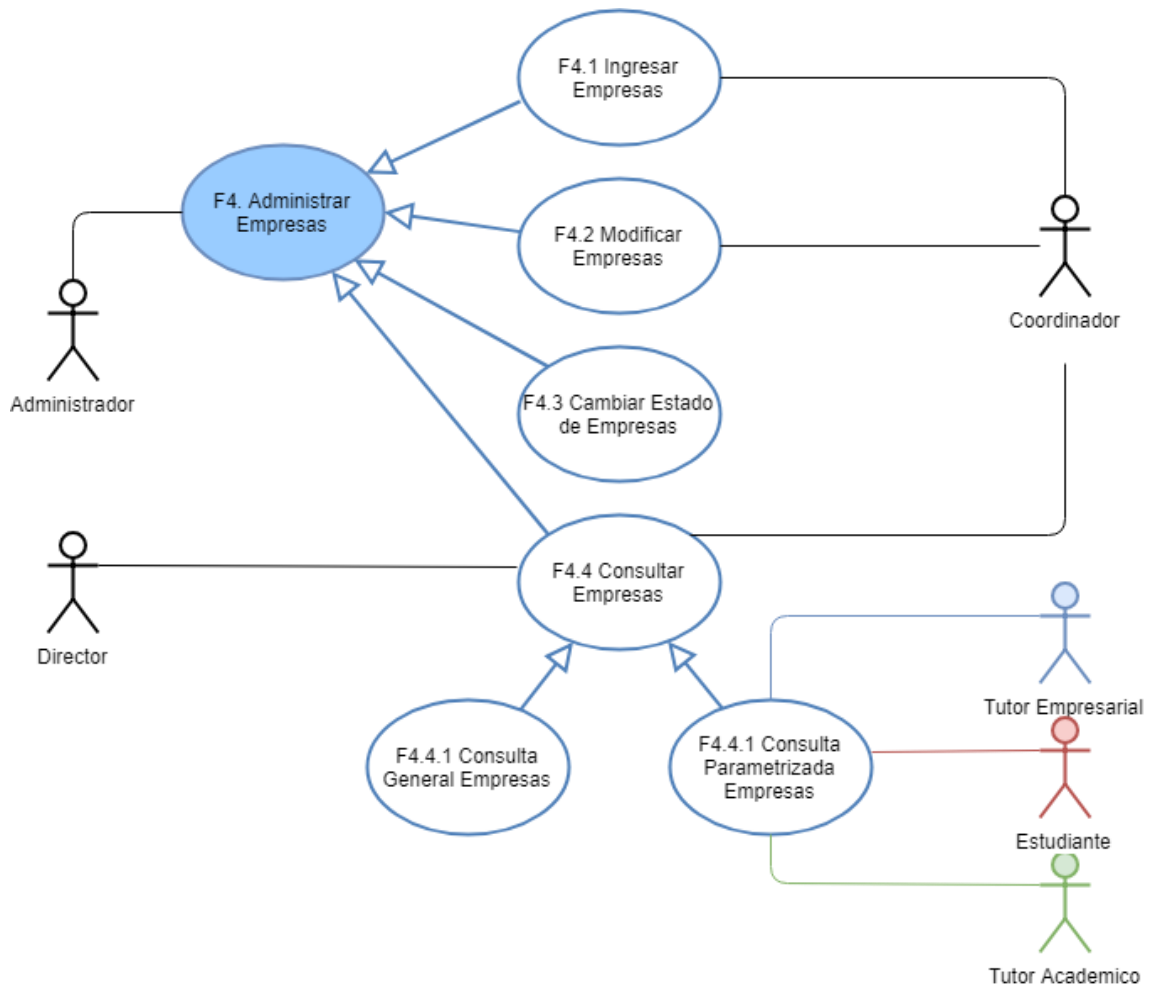 F4.1 Ingresar
Empresas
F4. Administrar
Empresas
F4.2 Modificar
Empresas
Coordinador
Administrador
F4.3 Cambiar Estado
de Empresas
F4.4 Consultar
Empresas
Director
Tutor Empresarial
F4.4.1 Consulta
General Empresas
F4.4.1 Consulta
Parametrizada
Empresas
Estudiante
Tutor Academico